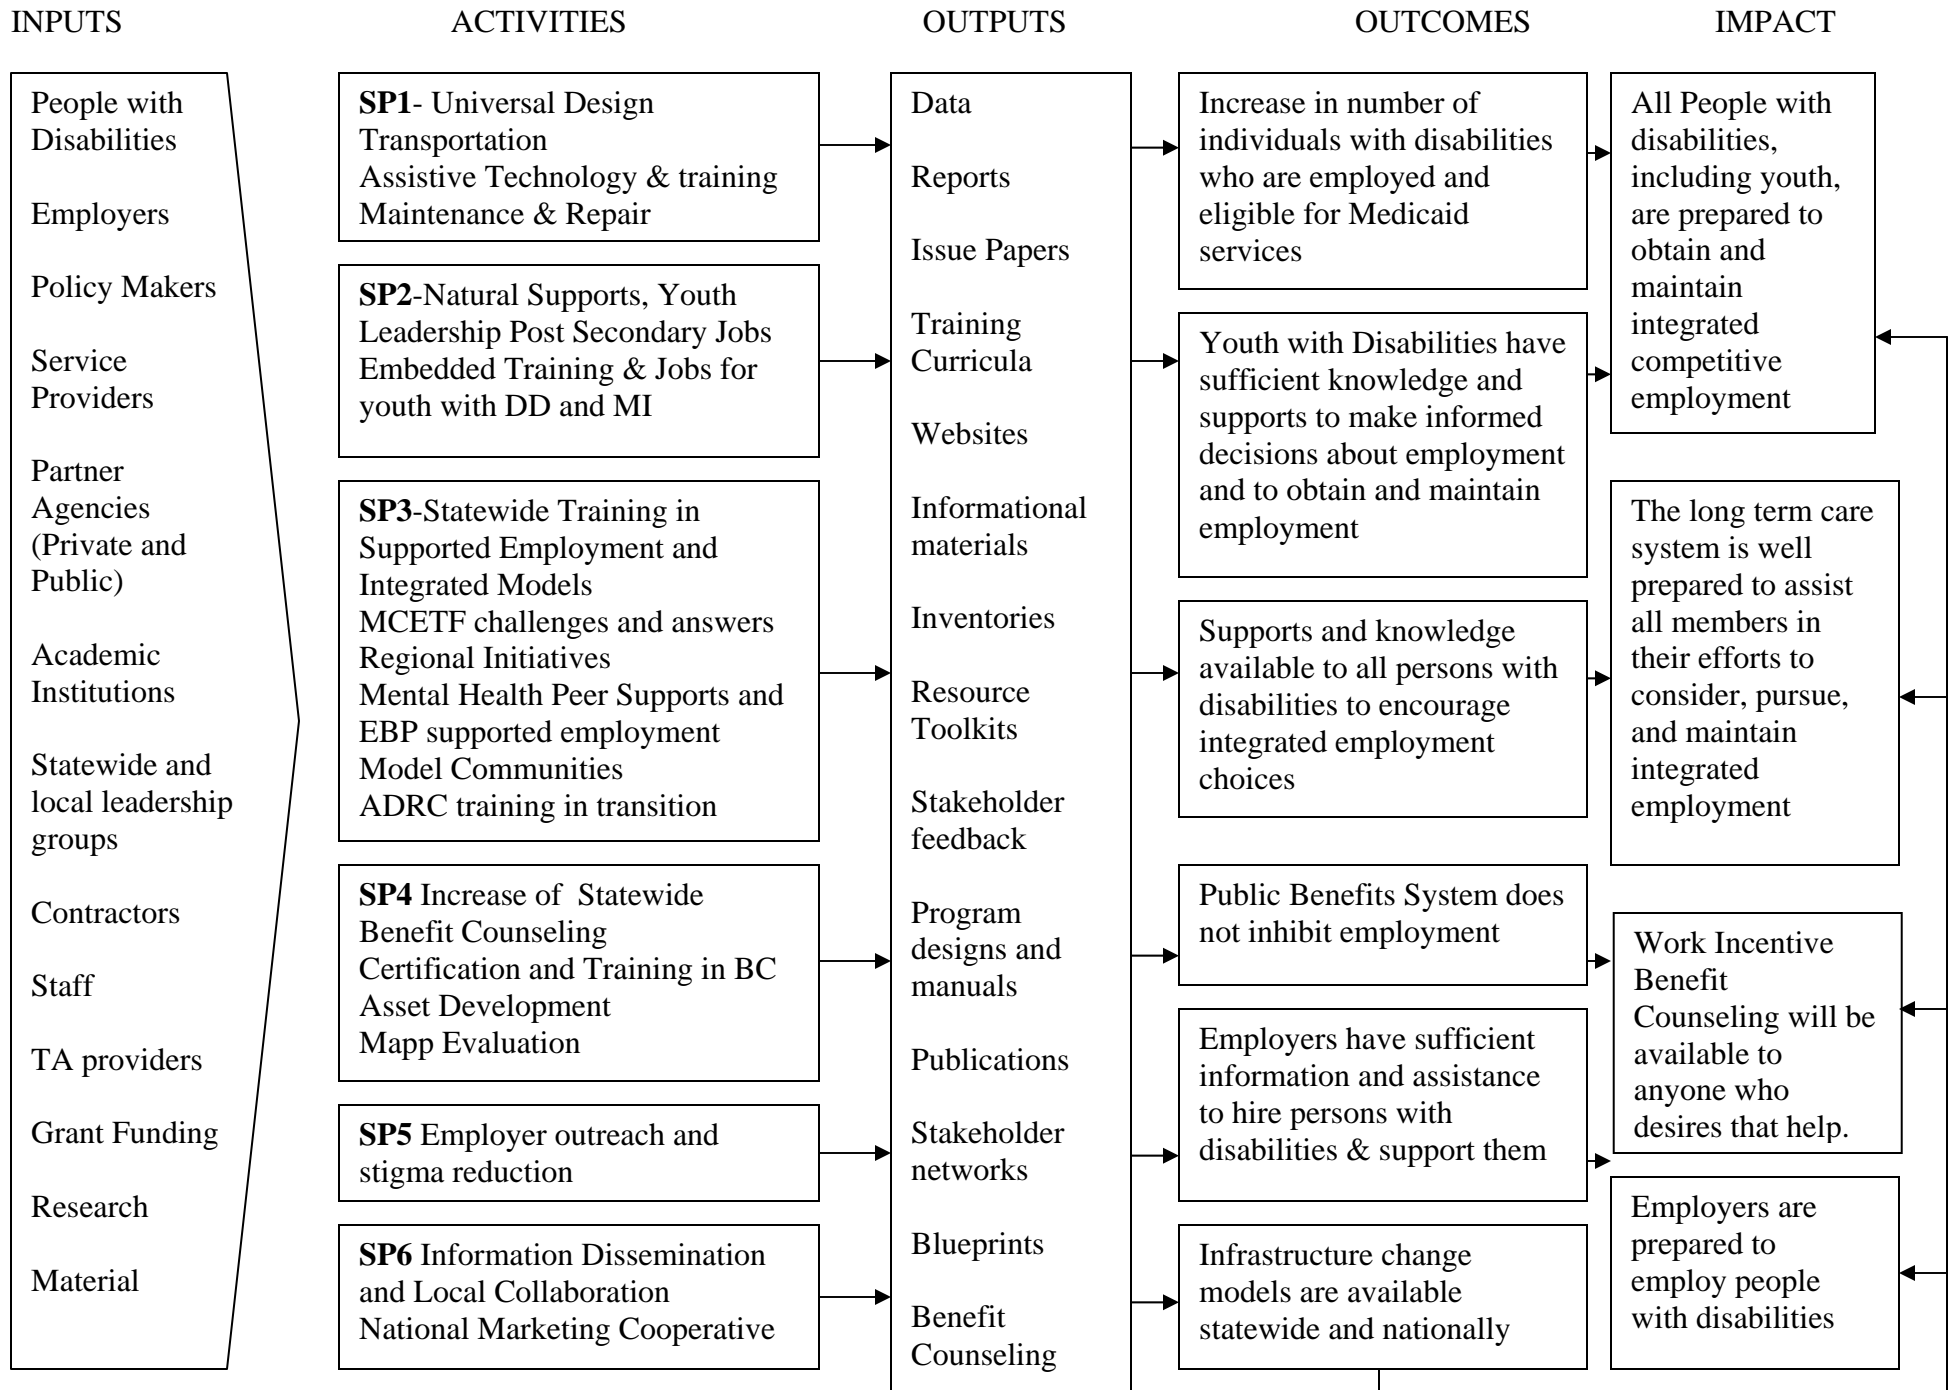 INPUTS ACTIVITIES OUTPUTS OUTCOMES IMPACT
People with
Disabilities
Employers
Policy Makers
Service
Providers
Partner
Agencies
(Private and
Public)
Academic
Institutions
Statewide and
local leadership
groups
Contractors
Staff
TA providers
Grant Funding
Research
Material
SP1- Universal Design
Transportation
Assistive Technology & training
Maintenance & Repair
SP2-Natural Supports, Youth
Leadership Post Secondary Jobs
Embedded Training & Jobs for
youth with DD and MI
SP3-Statewide Training in
Supported Employment and
Integrated Models
MCETF challenges and answers
Regional Initiatives
Mental Health Peer Supports and
EBP supported employment
Model Communities
ADRC training in transition
SP4 Increase of Statewide
Benefit Counseling
Certification and Training in BC
Asset Development
Mapp Evaluation
SP5 Employer outreach and
stigma reduction
SP6 Information Dissemination
and Local Collaboration
National Marketing Cooperative
Data
Reports
Issue Papers
Training
Curricula
Websites
Informational
materials
Inventories
Resource
Toolkits
Stakeholder
feedback
Program
designs and
manuals
Publications
Stakeholder
networks
Blueprints
Benefit
Counseling
Increase in number of
individuals with disabilities
who are employed and
eligible for Medicaid
services
Youth with Disabilities have
sufficient knowledge and
supports to make informed
decisions about employment
and to obtain and maintain
employment
Supports and knowledge
available to all persons with
disabilities to encourage
integrated employment
choices
Public Benefits System does
not inhibit employment
Employers have sufficient
information and assistance
to hire persons with
disabilities & support them
Infrastructure change
models are available
statewide and nationally
All People with
disabilities,
including youth,
are prepared to
obtain and
maintain
integrated
competitive
employment
The long term care
system is well
prepared to assist
all members in
their efforts to
consider, pursue,
and maintain
integrated
employment
Work Incentive
Benefit
Counseling will be
available to
anyone who
desires that help.
Employers are
prepared to
employ people
with disabilities